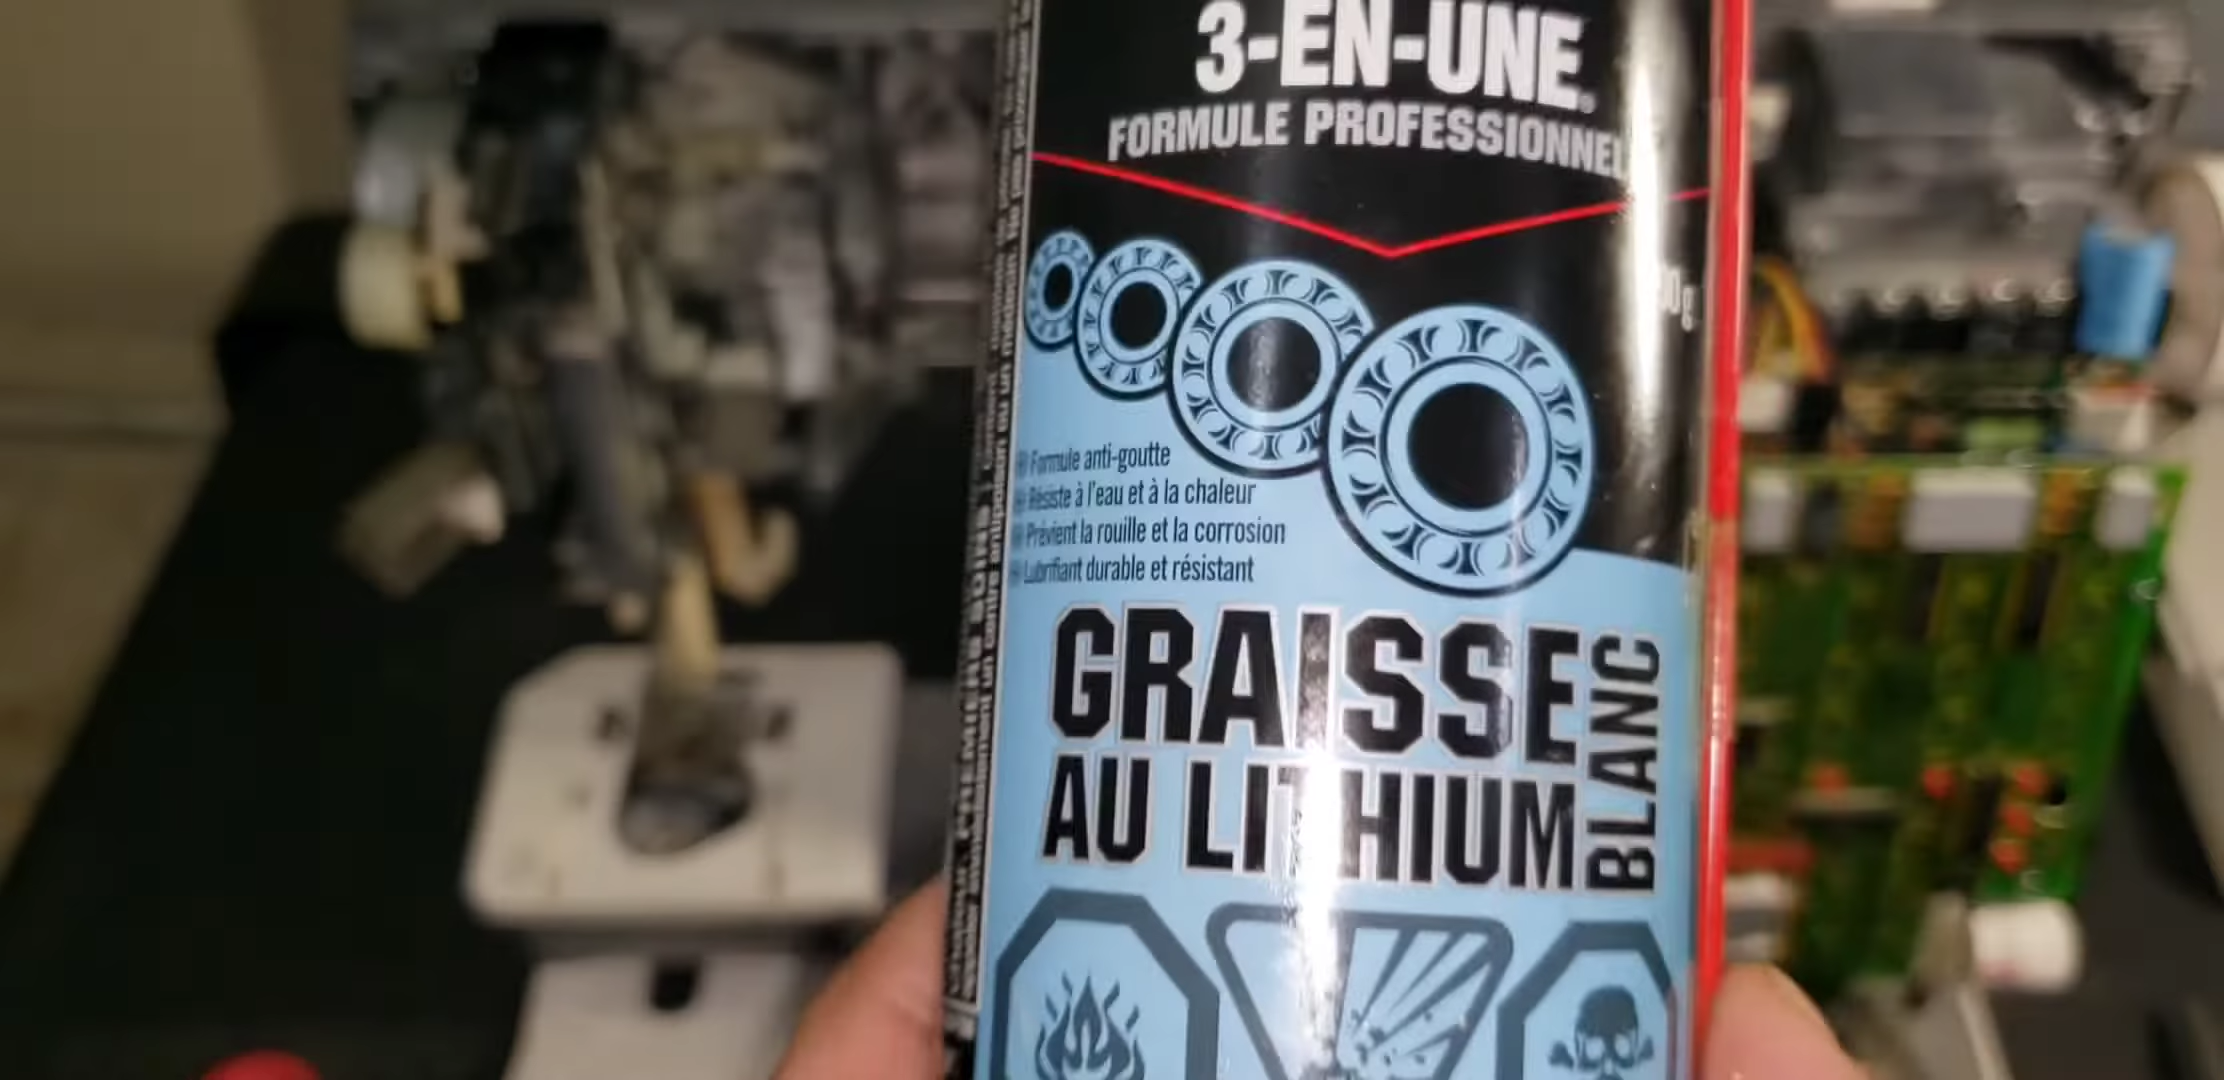 3-EN-UNE®
FORMULE PROFESSIONNEL
0 g
Formule anti-goutte
Résiste à l'eau et à la chaleur
Prévient la rouille et la corrosion
Lubrifiant durable et résistant
GRAISSE
AU LITHIUM
BLANC